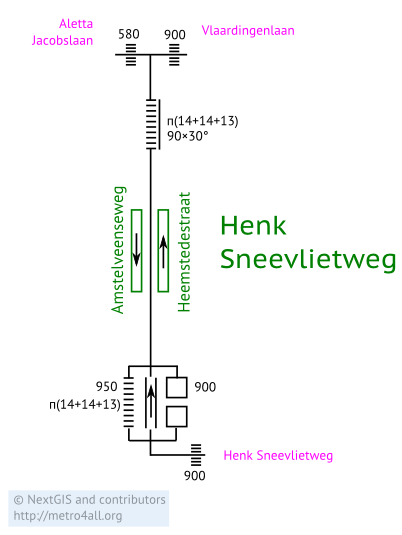 Aletta
Jacobslaan
580
900
Vlaardingenlaan
п(14+14+13)
90×30°
Amstelveenseweg
Heemstedestraat
Henk
Sneevlietweg
950
п(14+14+13)
900
Henk Sneevlietweg
900
© NextGIS and contributors
http://metro4all.org